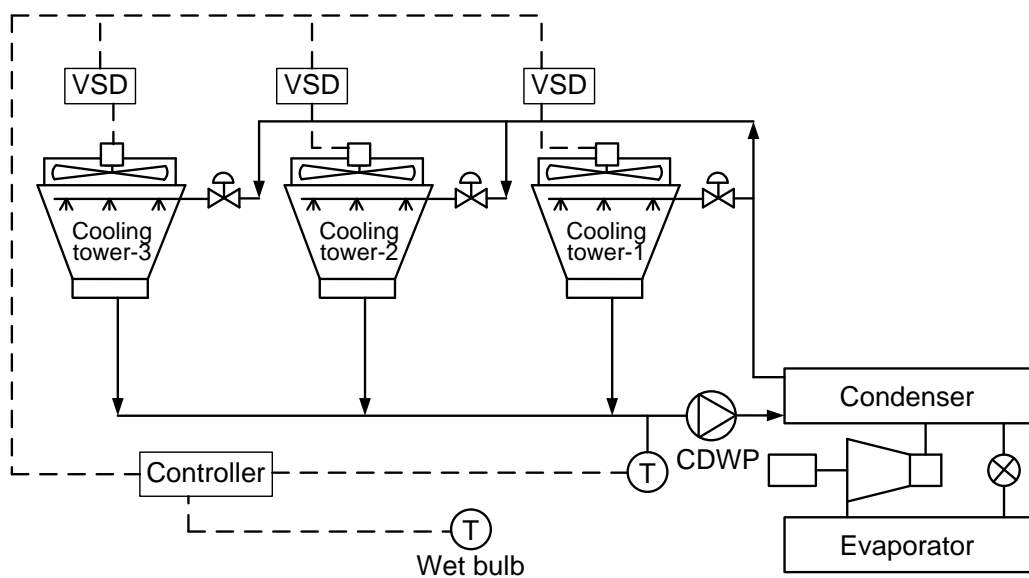 VSD
VSD
VSD
Cooling
tower-3
Cooling
tower-2
Cooling
tower-1
Condenser
CDWP
Controller
T
T
Wet bulb
Evaporator